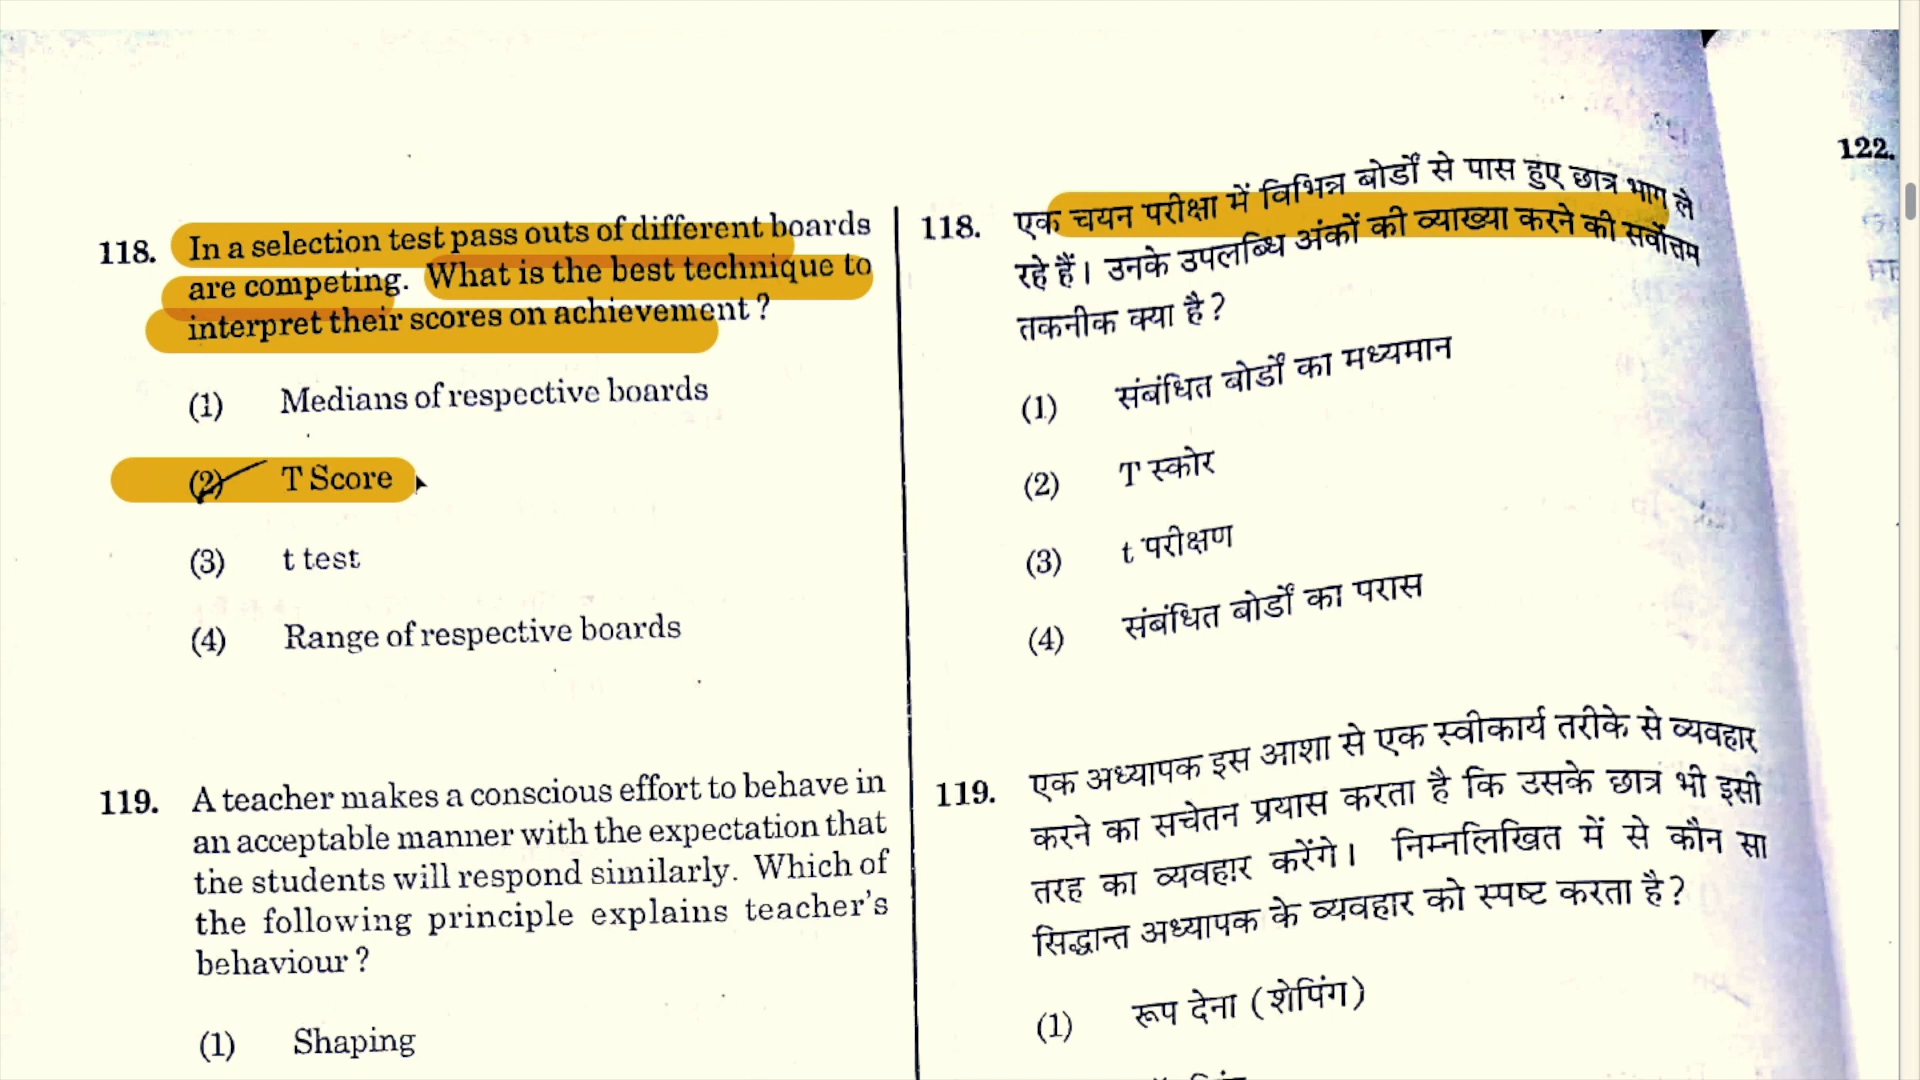 118. In a selection test pass outs of different boards
are competing. What is the best technique to
interpret their scores on achievement ?
(1) Medians of respective boards
(2) T Score
(3) t test
(4) Range of respective boards
119. A teacher makes a conscious effort to behave in
an acceptable manner with the expectation that
the students will respond similarly. Which of
the following principle explains teacher's
behaviour ?
(1) Shaping
118. एक चयन परीक्षा में विभिन्न बोर्डों से पास हुए छात्र भाग ले
रहे हैं। उनके उपलब्धि अंकों की व्याख्या करने की सर्वोत्तम
तकनीक क्या है ?
(1) संबंधित बोर्डों का मध्यमान
(2) T स्कोर
(3) t परीक्षण
(4) संबंधित बोर्डों का परास
119. एक अध्यापक इस आशा से एक स्वीकार्य तरीके से व्यवहार
करने का सचेतन प्रयास करता है कि उसके छात्र भी इसी
तरह का व्यवहार करेंगे। निम्नलिखित में से कौन सा
सिद्धान्त अध्यापक के व्यवहार को स्पष्ट करता है ?
(1) रूप देना (शेपिंग)
122.